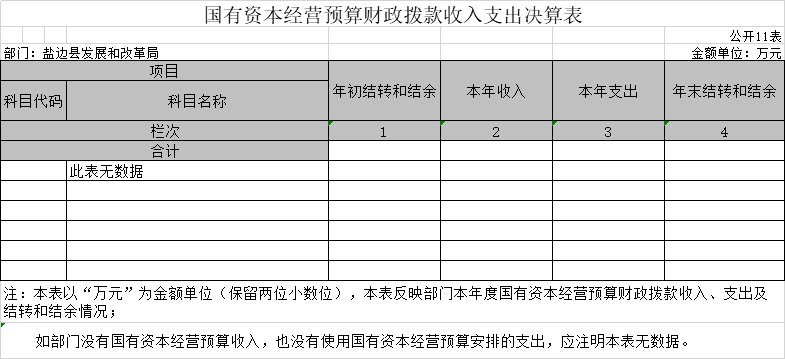 国有资本经营预算财政拨款收入支出决算表
公开11表
部门：盐边县发展和改革局 金额单位：万元
项目 年初结转和结余 本年收入 本年支出 年末结转和结余
科目代码 科目名称
栏次 1 2 3 4
合计
此表无数据
注：本表以“万元”为金额单位（保留两位小数位），本表反映部门本年度国有资本经营预算财政拨款收入、支出及
结转和结余情况；
如部门没有国有资本经营预算收入，也没有使用国有资本经营预算安排的支出，应注明本表无数据。